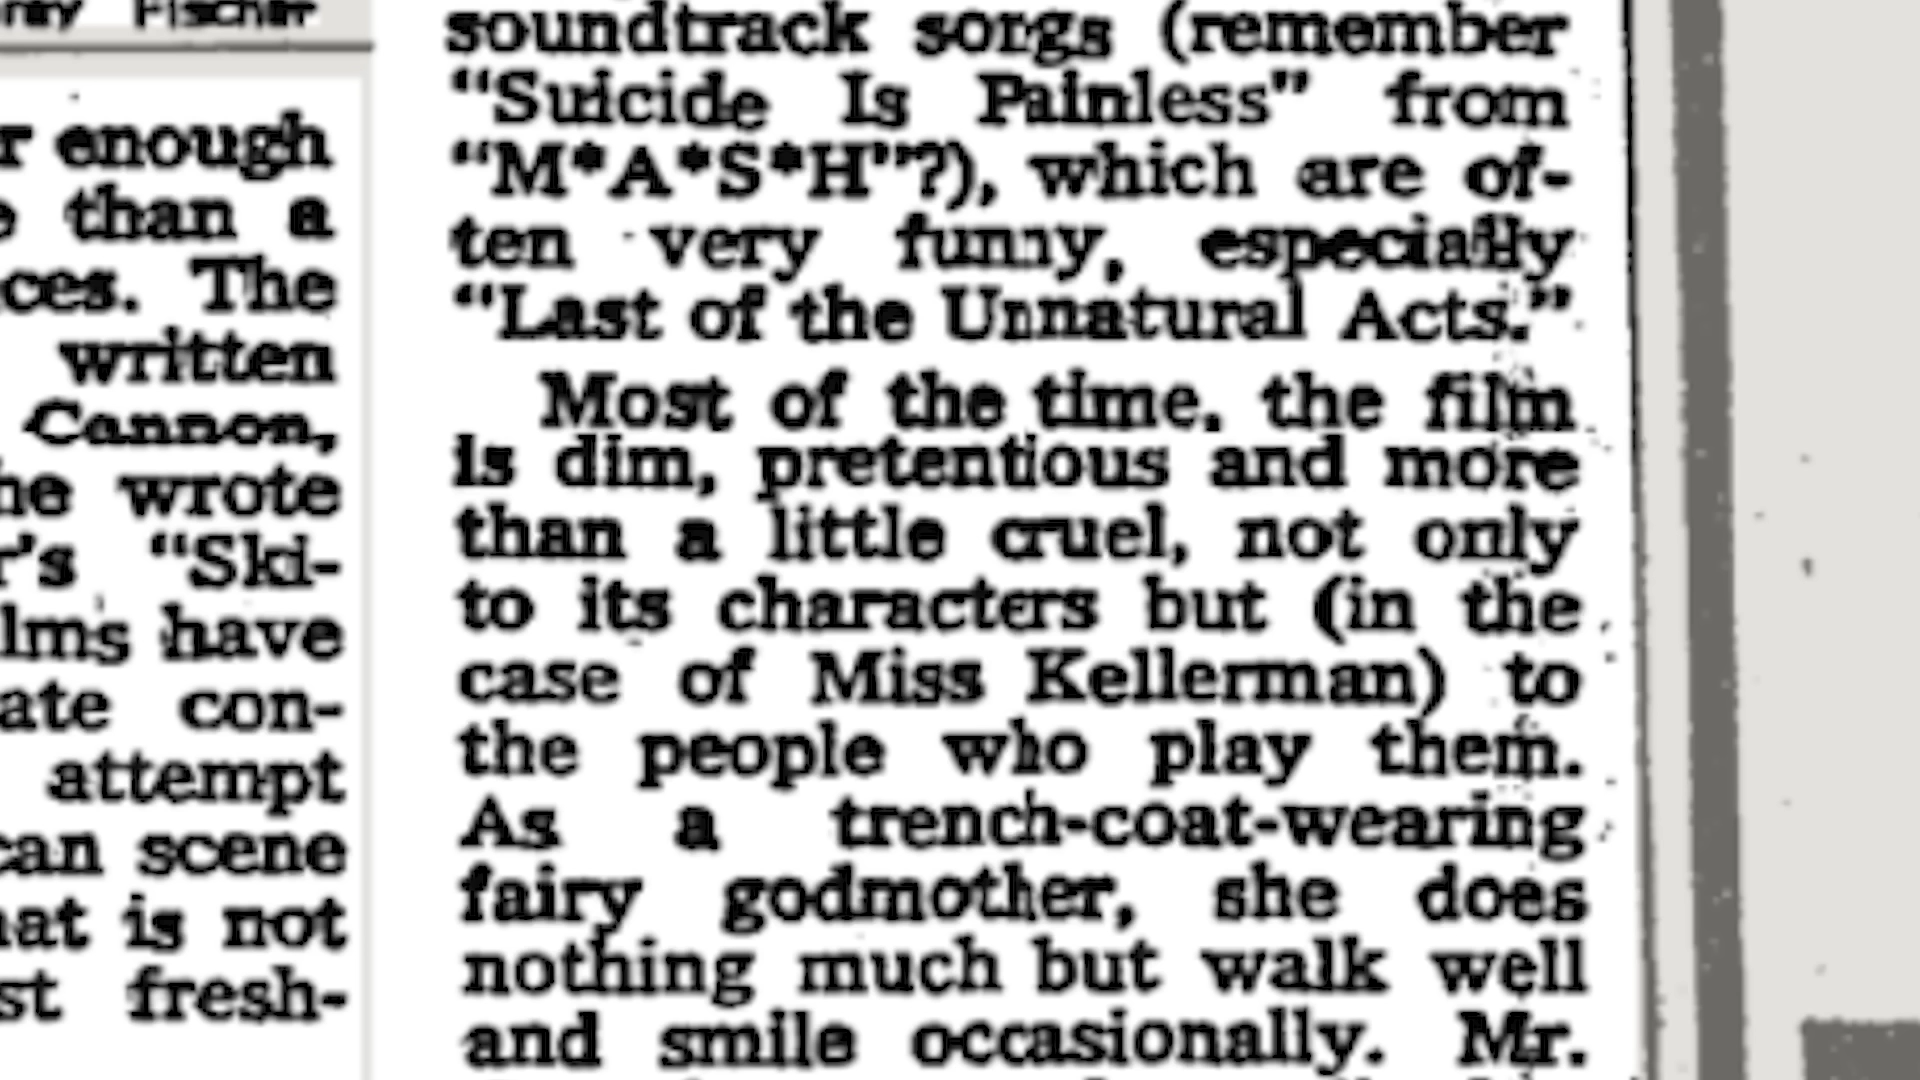 Fischer
r enough
than a
ces. The
written
Cannon,
he wrote
r's "Ski-
lms have
ate con-
attempt
can scene
hat is not
st fresh-
soundtrack songs (remember
"Suicide Is Painless" from
"M*A*S*H"?), which are of-
ten very funny, especially
"Last of the Unnatural Acts."
Most of the time, the film
is dim, pretentious and more
than a little cruel, not only
to its characters but (in the
case of Miss Kellerman) to
the people who play them.
As a trench-coat-wearing
fairy godmother, she does
nothing much but walk well
and smile occasionally. Mr.